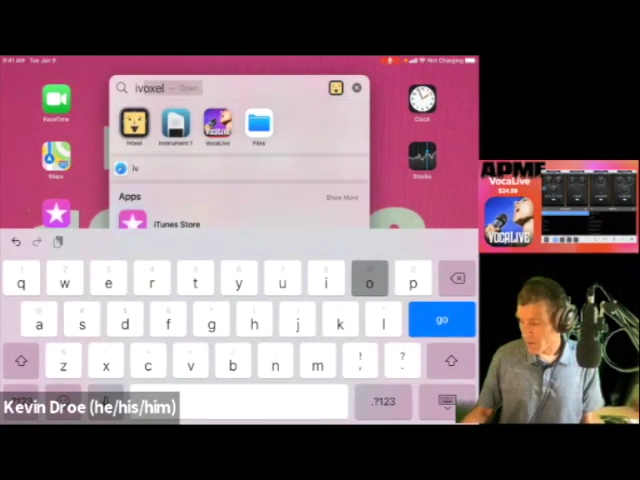 9:41 AM Tue Jan 9
Not Charging
ivoxel — Open
iVoxel
Instrument 1
VocaLive
Files
iv
Apps
Show More
iTunes Store
FaceTime
Maps
Clock
Stocks
APME
VocaLive
$24.99
VOCALIVE
q w e r t y u i o p
a s d f g h j k l go
z x c v b n m ! , ? .
.?123
.?123
Kevin Droe (he/his/him)